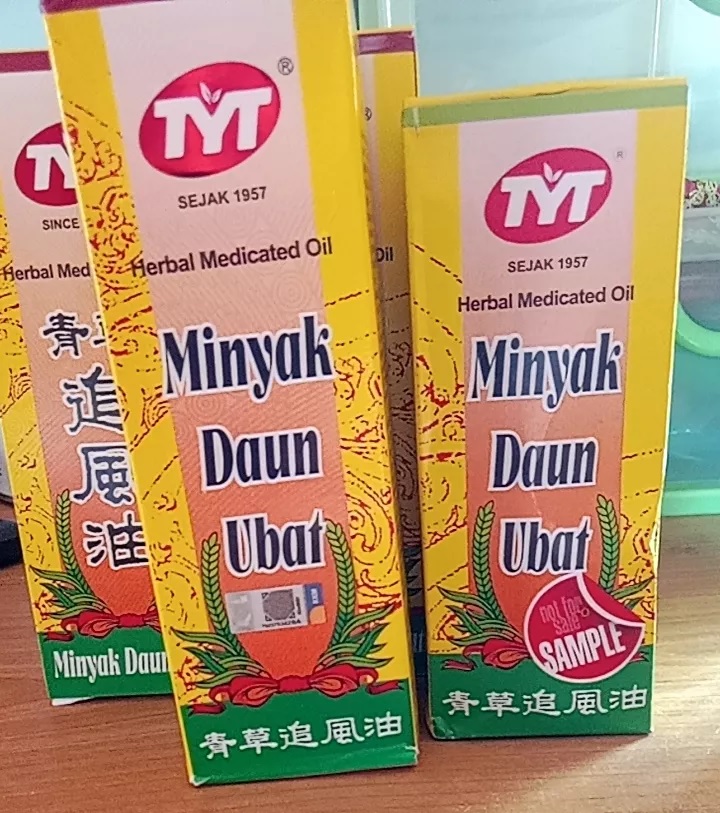 TYT
SINCE
Herbal Med
青草
追
風
油
Minyak Daun
TYT
®
SEJAK 1957
Herbal Medicated Oil
Minyak
Daun
Ubat
青草追風油
Oil
TYT
®
SEJAK 1957
Herbal Medicated Oil
Minyak
Daun
Ubat
not for
sale
SAMPLE
青草追風油